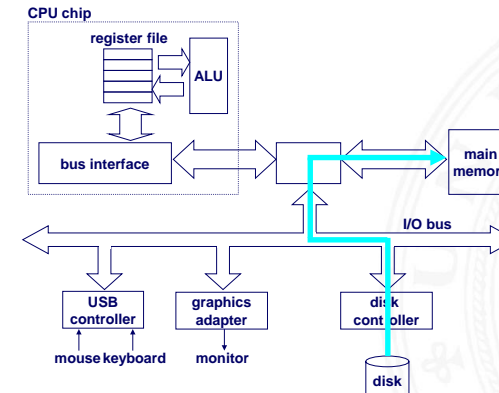 CPU chip
register file
ALU
bus interface
main
memor
I/O bus
USB
controller
graphics
adapter
disk
controller
mouse keyboard
monitor
disk